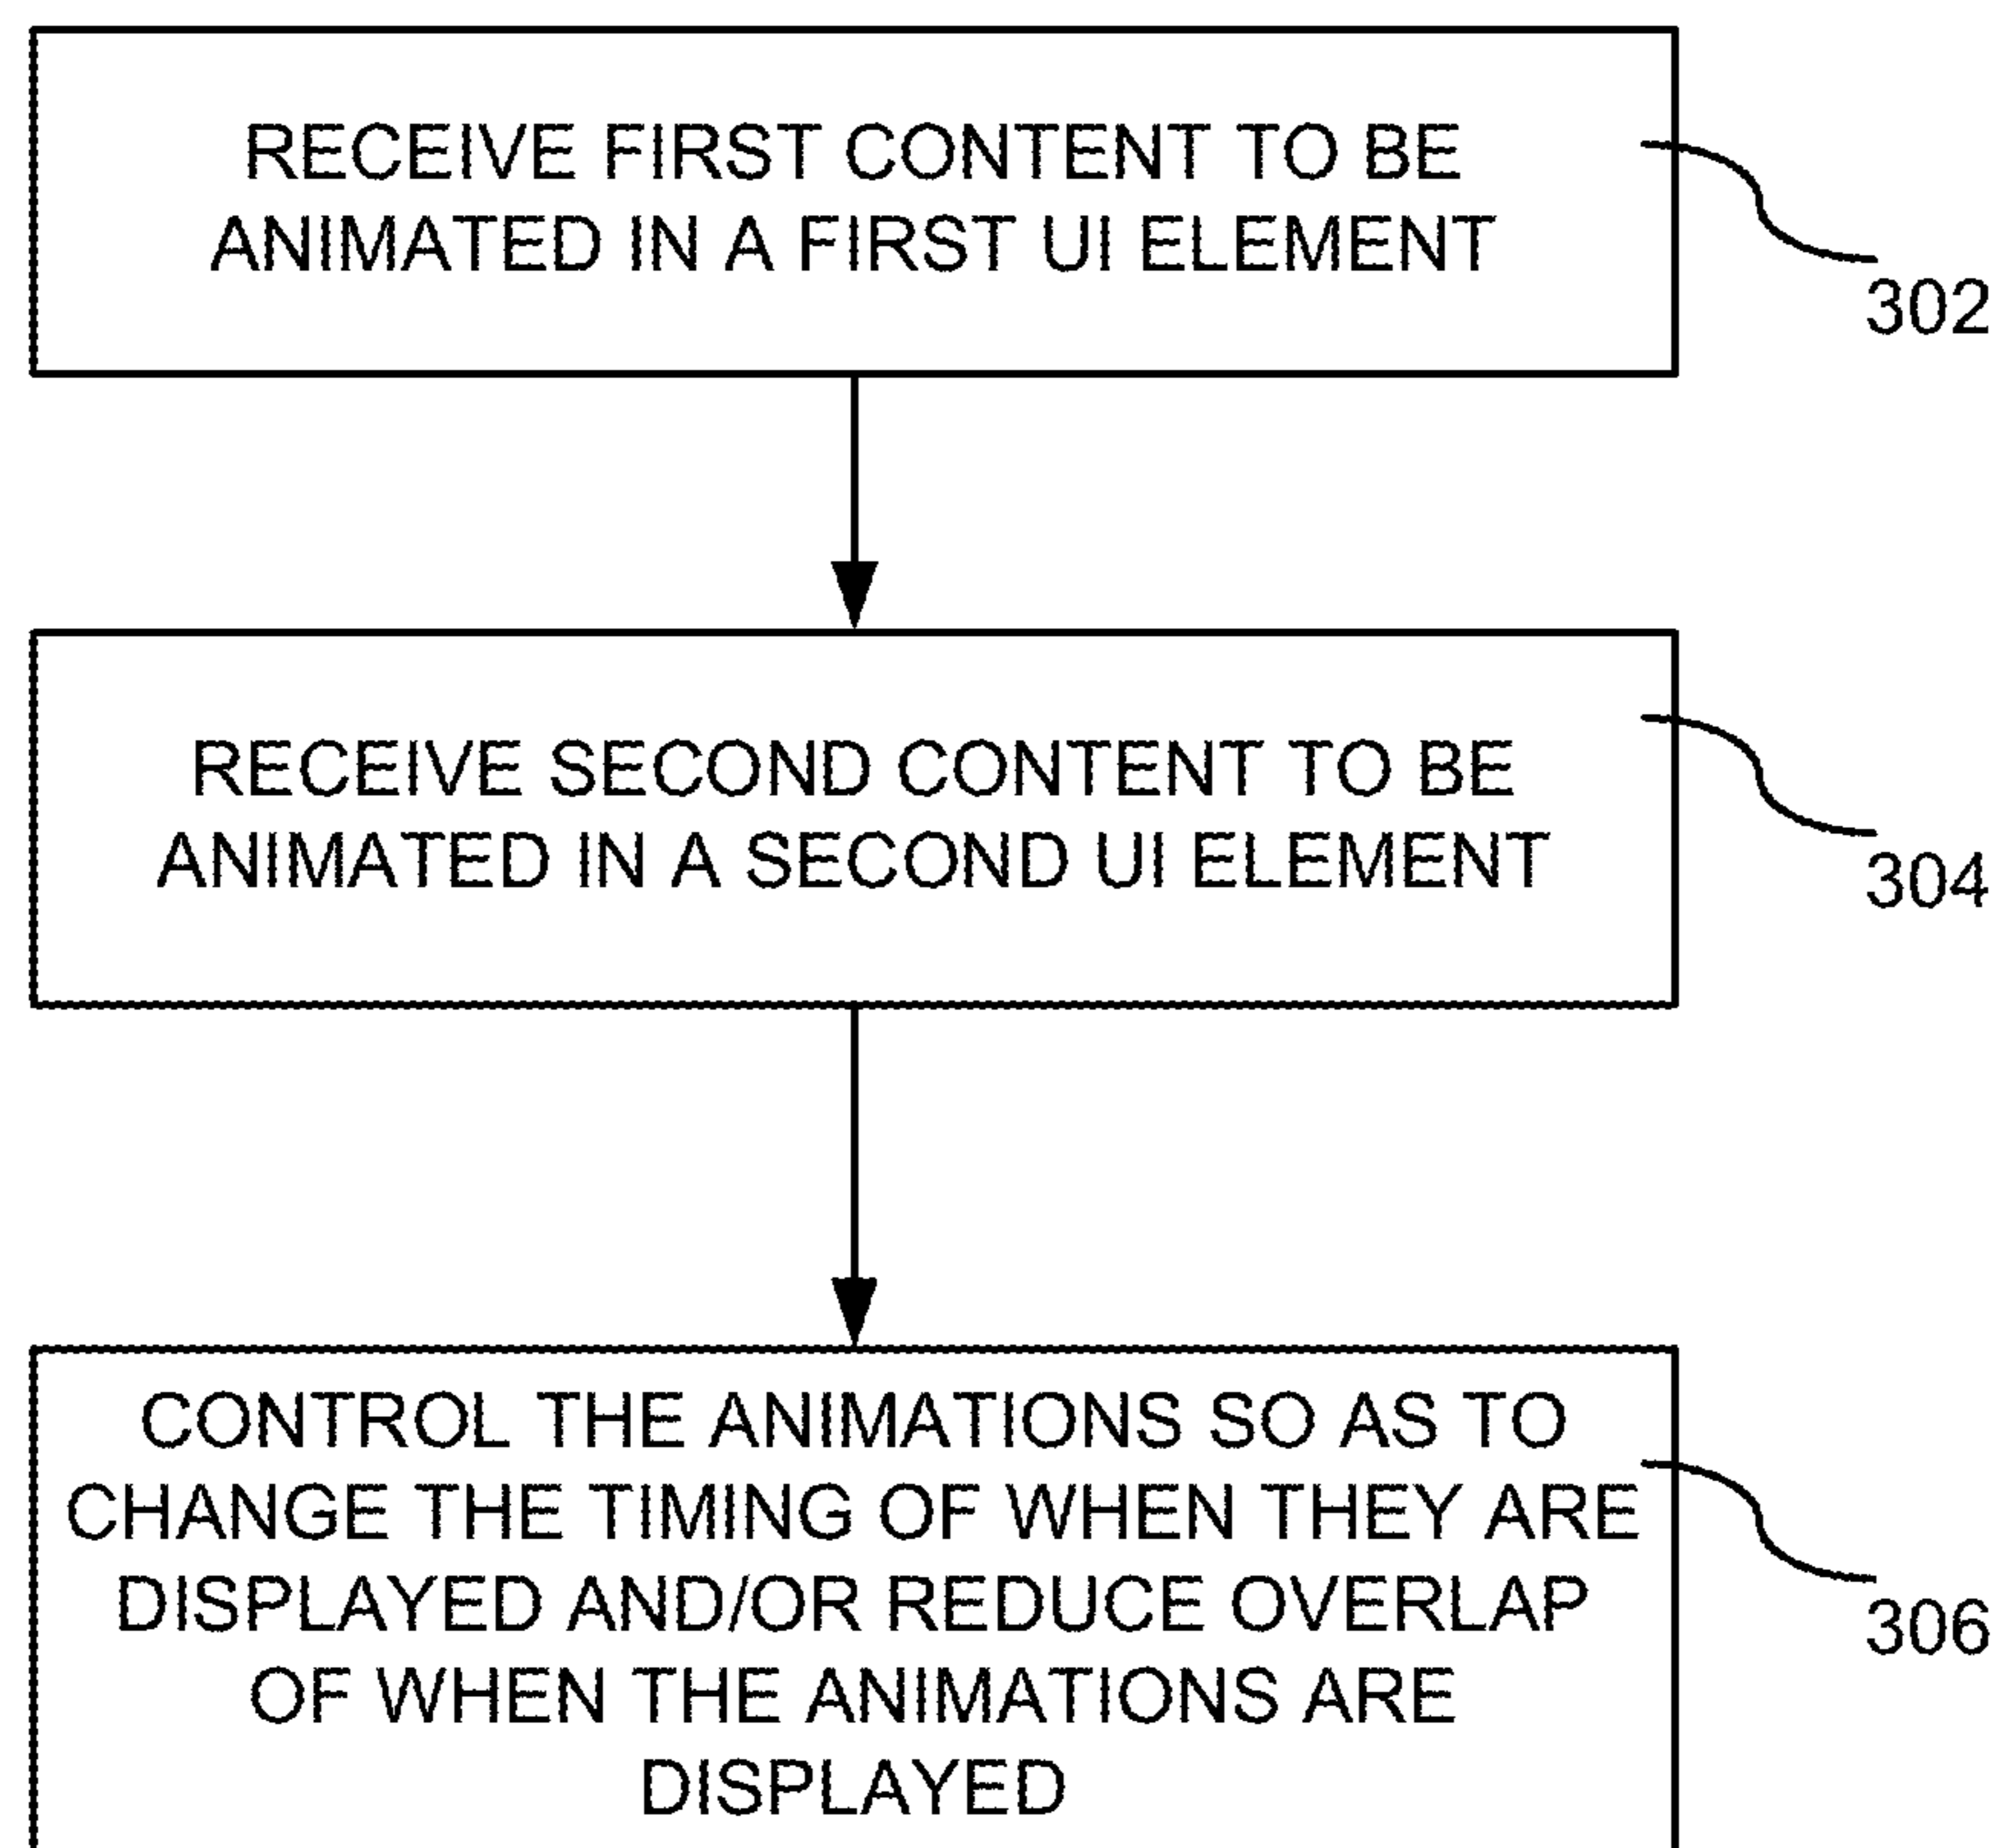 RECEIVE FIRST CONTENT TO BE
ANIMATED IN A FIRST UI ELEMENT
302
RECEIVE SECOND CONTENT TO BE
ANIMATED IN A SECOND UI ELEMENT
304
CONTROL THE ANIMATIONS SO AS TO
CHANGE THE TIMING OF WHEN THEY ARE
DISPLAYED AND/OR REDUCE OVERLAP
OF WHEN THE ANIMATIONS ARE
DISPLAYED
306